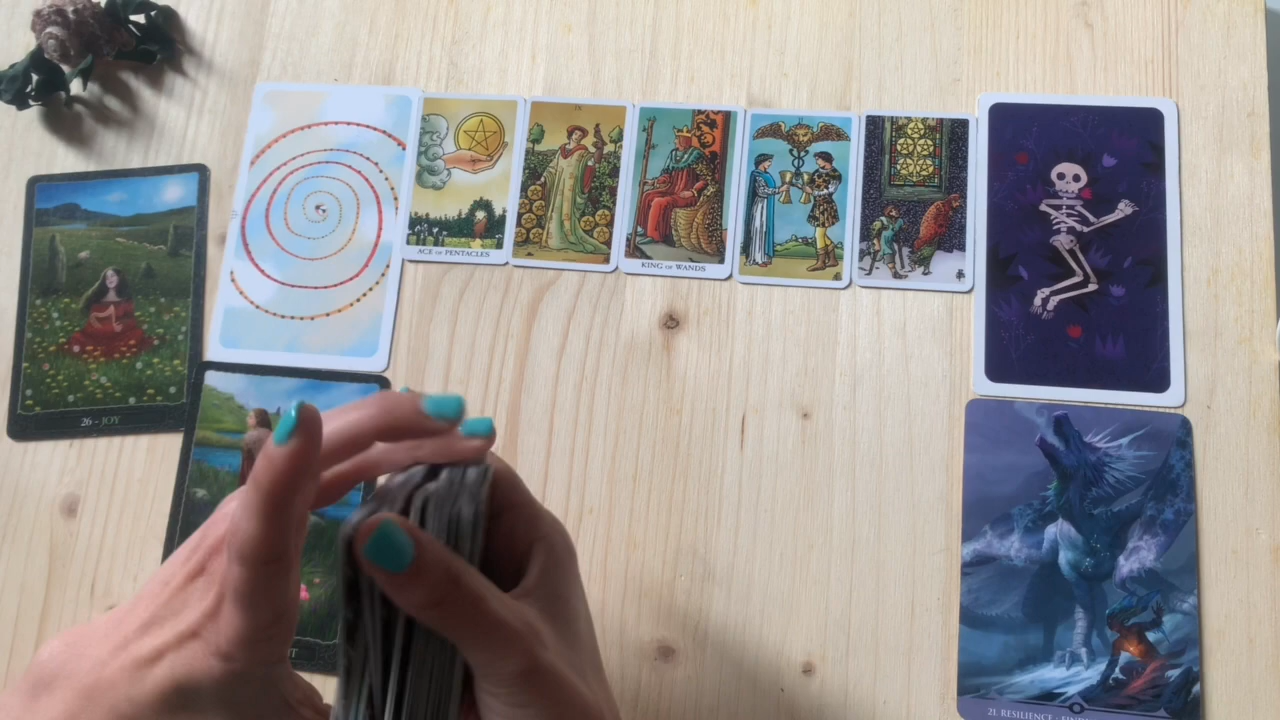 26 - JOY
ACE OF PENTACLES
IX
KING OF WANDS
21. RESILIENCE